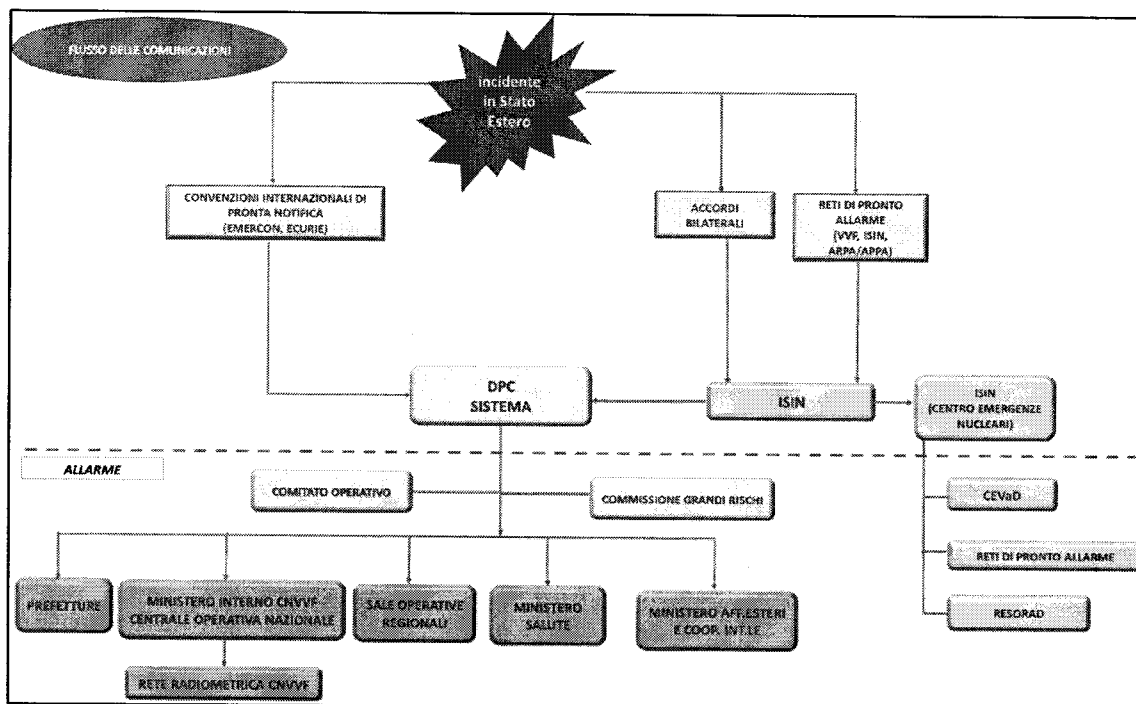 FLUSSO DELLE COMUNICAZIONI
incidente
in Stato
Estero
CONVENZIONI INTERNAZIONALI DI
PRONTA NOTIFICA
(EMERCON, ECURIE)
ACCORDI
BILATERALI
RETI DI PRONTO
ALLARME
(VVF, ISIN,
ARPA/APPA)
DPC
SISTEMA
ISIN
ISIN
(CENTRO EMERGENZE
NUCLEARI)
ALLARME
COMITATO OPERATIVO
COMMISSIONE GRANDI RISCHI
CEVaD
RETI DI PRONTO ALLARME
RESORAD
PREFETTURE
MINISTERO INTERNO CNVVF
CENTRALE OPERATIVA NAZIONALE
SALE OPERATIVE
REGIONALI
MINISTERO
SALUTE
MINISTERO AFF.ESTERI
E COOP. INT.LE
RETE RADIOMETRICA CNVVF